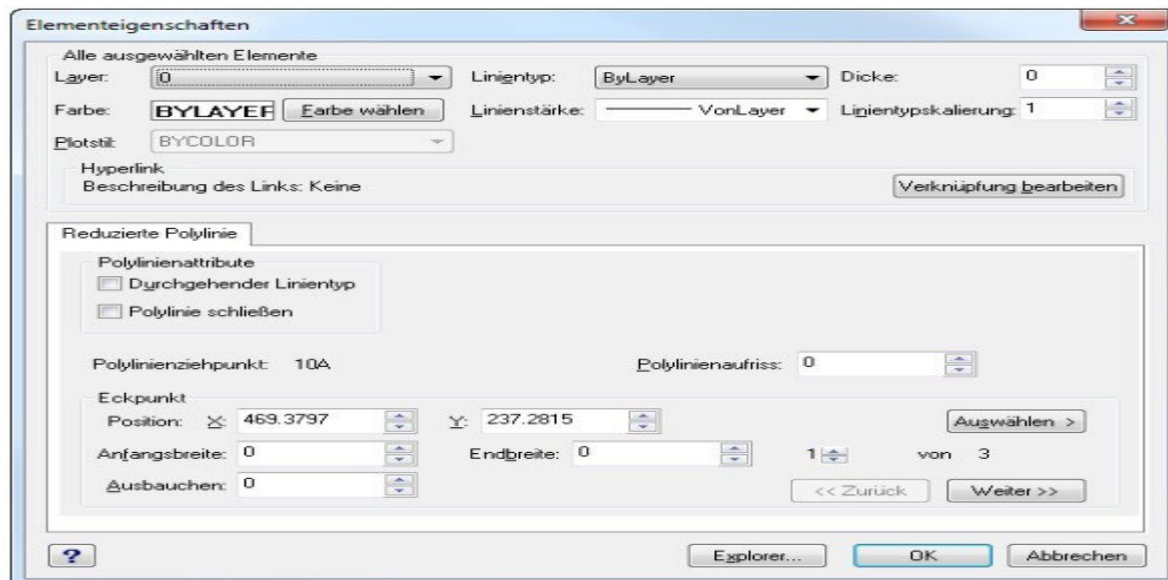 Elementeigenschaften
Alle ausgewählten Elemente
Layer: 0 Linientyp: ByLayer Dicke: 0
Farbe: BYLAYER Farbe wählen Linienstärke: VonLayer Linientypskalierung: 1
Plotstil: BYCOLOR
Hyperlink
Beschreibung des Links: Keine Verknüpfung bearbeiten
Reduzierte Polylinie
Polylinienattribute
Durchgehender Linientyp
Polylinie schließen
Polylinienziehpunkt: 10A Polylinienaufriss: 0
Eckpunkt
Position: X: 469.3797 Y: 237.2815 Auswählen >
Anfangsbreite: 0 Endbreite: 0 1 von 3
Ausbauchen: 0 << Zurück Weiter >>
? Explorer... OK Abbrechen